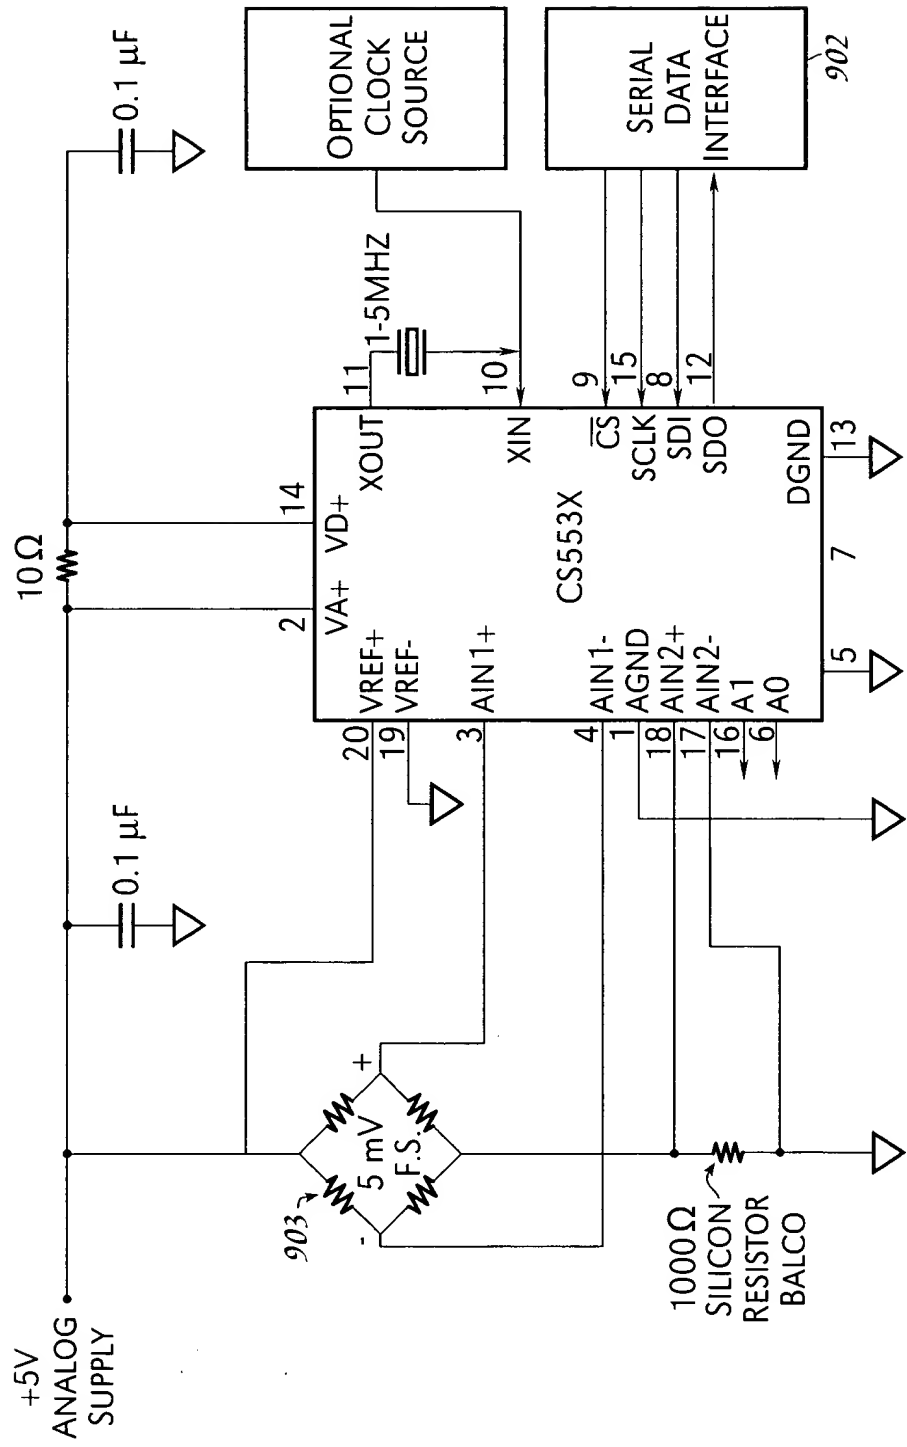 +5V
ANALOG
SUPPLY
10Ω
0.1 µF
0.1 µF
2
14
VA+
VD+
20
VREF+
19
VREF-
3
AIN1+
4
AIN1-
1
AGND
18
AIN2+
17
AIN2-
16
A1
6
A0
CS553X
XOUT
11
1-5MHZ
XIN
10
CS
9
SCLK
15
SDI
8
SDO
12
DGND
13
5
7
OPTIONAL
CLOCK
SOURCE
SERIAL
DATA
INTERFACE
902
903
+
5 mV
F.S.
-
1000Ω
SILICON
RESISTOR
BALCO